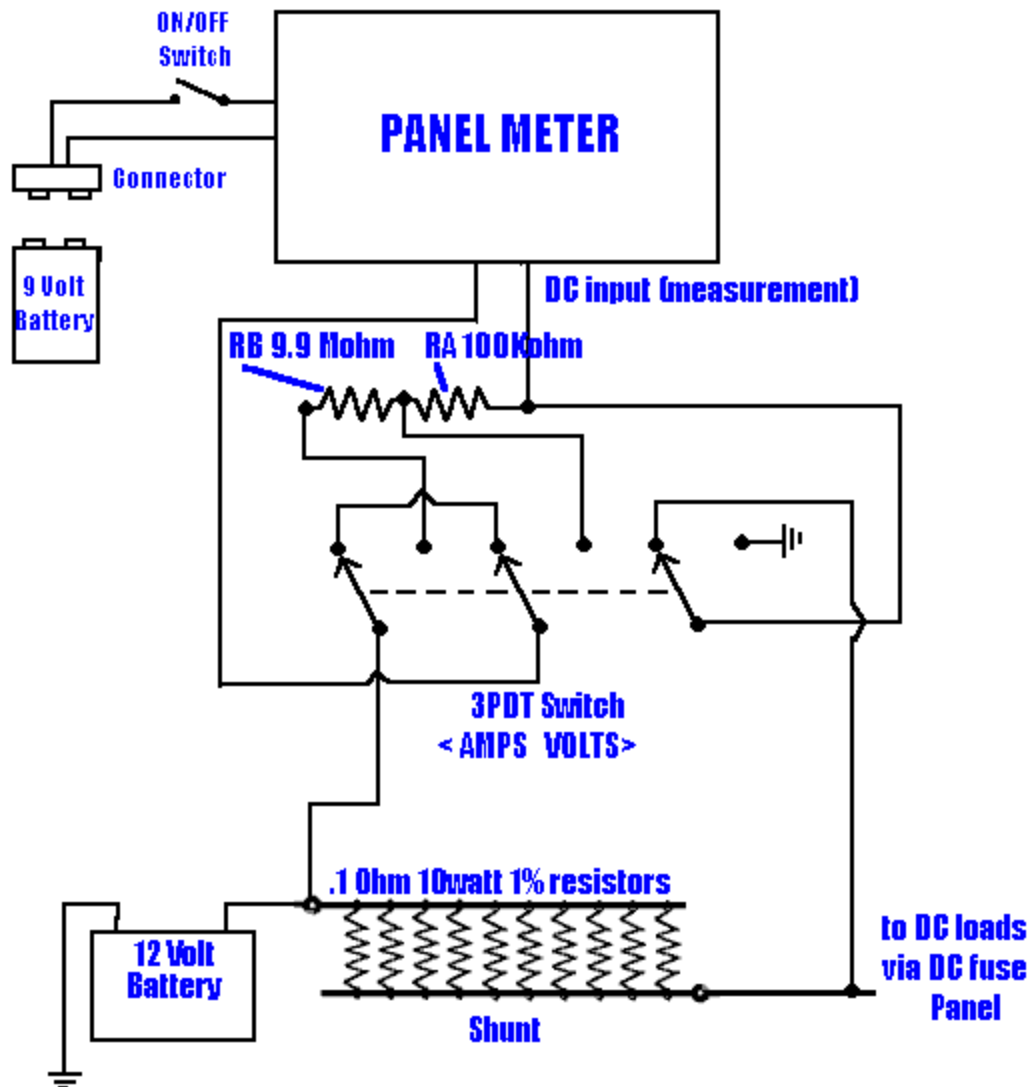 ON/OFF
Switch
PANEL METER
Connector
9 Volt
Battery
DC input (measurement)
RB 9.9 Mohm RA 100Kohm
3PDT Switch
< AMPS VOLTS>
.1 Ohm 10watt 1% resistors
12 Volt
Battery
to DC loads
via DC fuse
Panel
Shunt